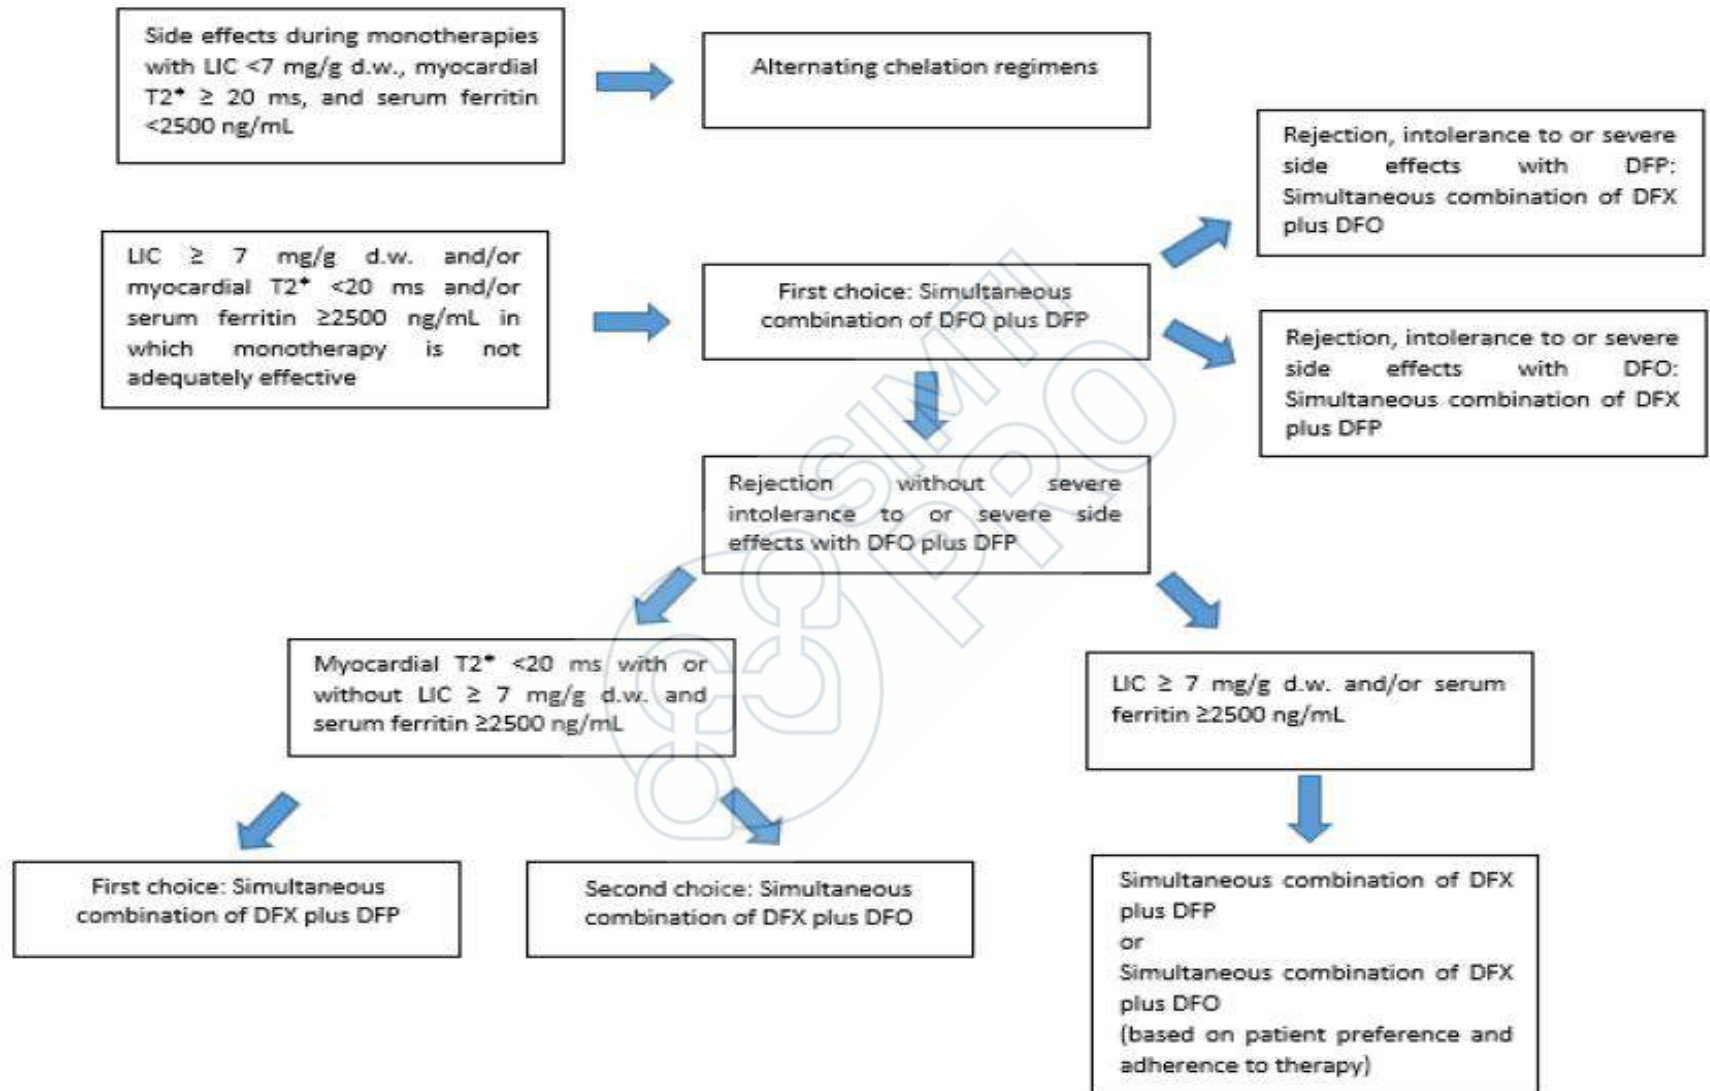 Side effects during monotherapies
with LIC <7 mg/g d.w., myocardial
T2* ≥ 20 ms, and serum ferritin
<2500 ng/mL
Alternating chelation regimens
Rejection, intolerance to or severe
side effects with DFP:
Simultaneous combination of DFX
plus DFO
LIC ≥ 7 mg/g d.w. and/or
myocardial T2* <20 ms and/or
serum ferritin ≥2500 ng/mL in
which monotherapy is not
adequately effective
First choice: Simultaneous
combination of DFO plus DFP
Rejection, intolerance to or severe
side effects with DFO:
Simultaneous combination of DFX
plus DFP
Rejection without severe
intolerance to or severe side
effects with DFO plus DFP
Myocardial T2* <20 ms with or
without LIC ≥ 7 mg/g d.w. and
serum ferritin ≥2500 ng/mL
LIC ≥ 7 mg/g d.w. and/or serum
ferritin ≥2500 ng/mL
First choice: Simultaneous
combination of DFX plus DFP
Second choice: Simultaneous
combination of DFX plus DFO
Simultaneous combination of DFX
plus DFP
or
Simultaneous combination of DFX
plus DFO
(based on patient preference and
adherence to therapy)
SIMTI
PRO